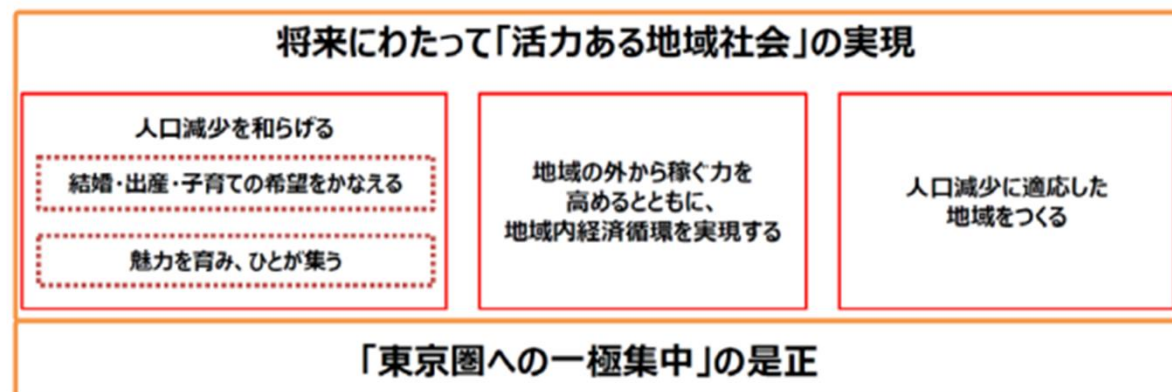 将来にわたって「活力ある地域社会」の実現
人口減少を和らげる
結婚・出産・子育ての希望をかなえる
魅力を育み、ひとが集う
地域の外から稼ぐ力を
高めるとともに、
地域内経済循環を実現する
人口減少に適応した
地域をつくる
「東京圏への一極集中」の是正